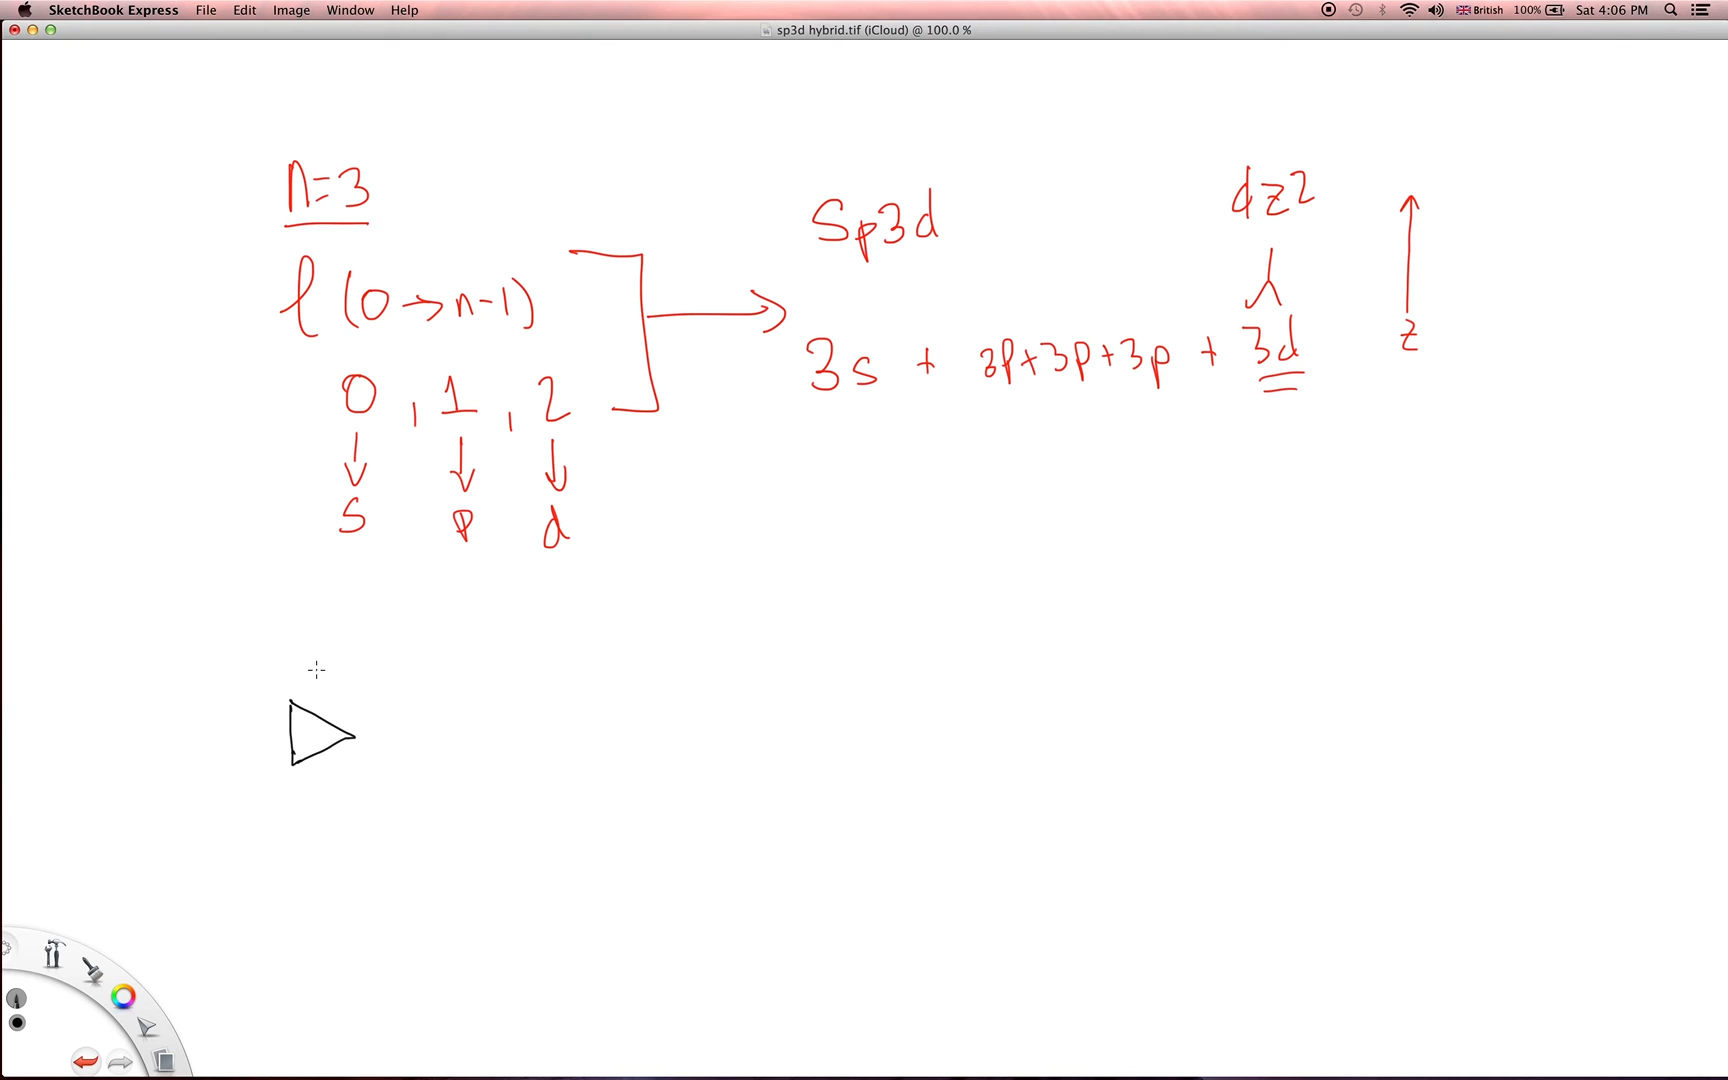 SketchBook Express File Edit Image Window Help British 100% Sat 4:06 PM
sp3d hybrid.tif (iCloud) @ 100.0 %
n=3
l (0→n-1)
0, 1, 2
↓ ↓ ↓
s p d
Sp3d
dz2
3s + 3p+3p+3p + 3d
z